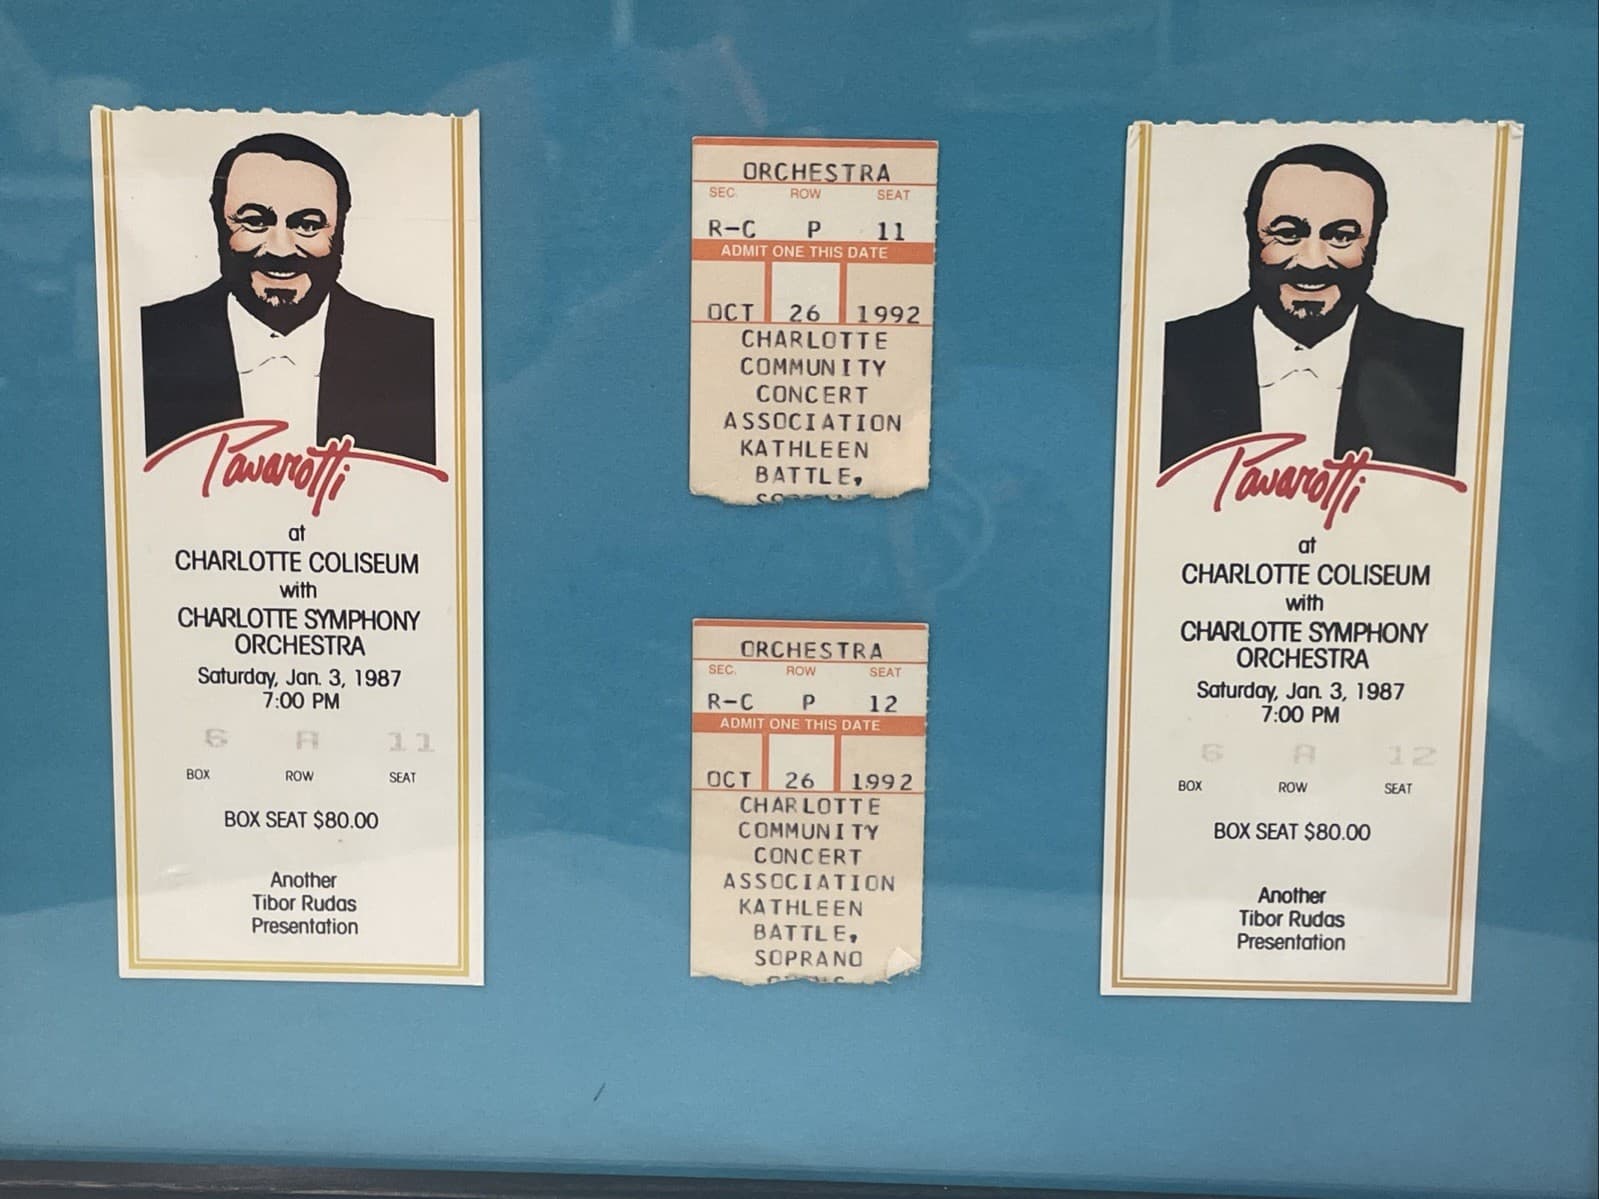 Pavarotti
at
CHARLOTTE COLISEUM
with
CHARLOTTE SYMPHONY
ORCHESTRA
Saturday, Jan. 3, 1987
7:00 PM
6 A 11
BOX ROW SEAT
BOX SEAT $80.00
Another
Tibor Rudas
Presentation
ORCHESTRA
SEC. ROW SEAT
R-C P 11
ADMIT ONE THIS DATE
OCT 26 1992
CHARLOTTE
COMMUNITY
CONCERT
ASSOCIATION
KATHLEEN
BATTLE,
ORCHESTRA
SEC. ROW SEAT
R-C P 12
ADMIT ONE THIS DATE
OCT 26 1992
CHARLOTTE
COMMUNITY
CONCERT
ASSOCIATION
KATHLEEN
BATTLE,
SOPRANO
Pavarotti
at
CHARLOTTE COLISEUM
with
CHARLOTTE SYMPHONY
ORCHESTRA
Saturday, Jan. 3, 1987
7:00 PM
6 A 12
BOX ROW SEAT
BOX SEAT $80.00
Another
Tibor Rudas
Presentation